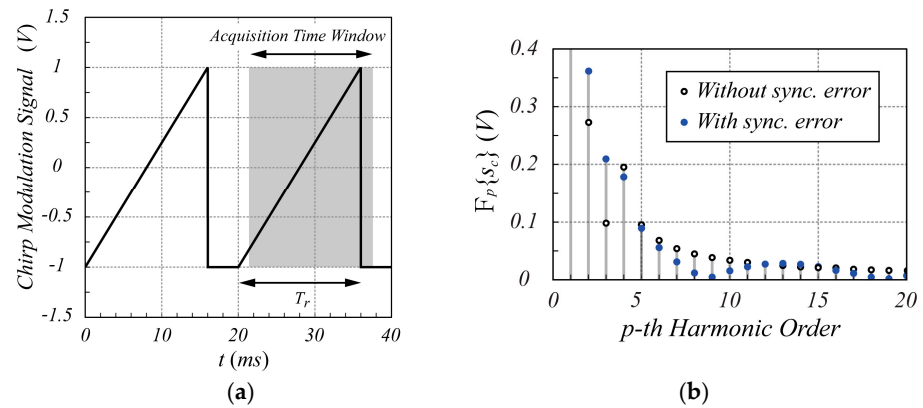 Chirp Modulation Signal (V)
1.5
1
0.5
0
-0.5
-1
-1.5
Acquisition Time Window
T_r
0
10
20
30
40
t (ms)
(a)
F_p{s_c} (V)
0.4
0.3
0.2
0.1
0
Without sync. error
With sync. error
0
5
10
15
20
p-th Harmonic Order
(b)